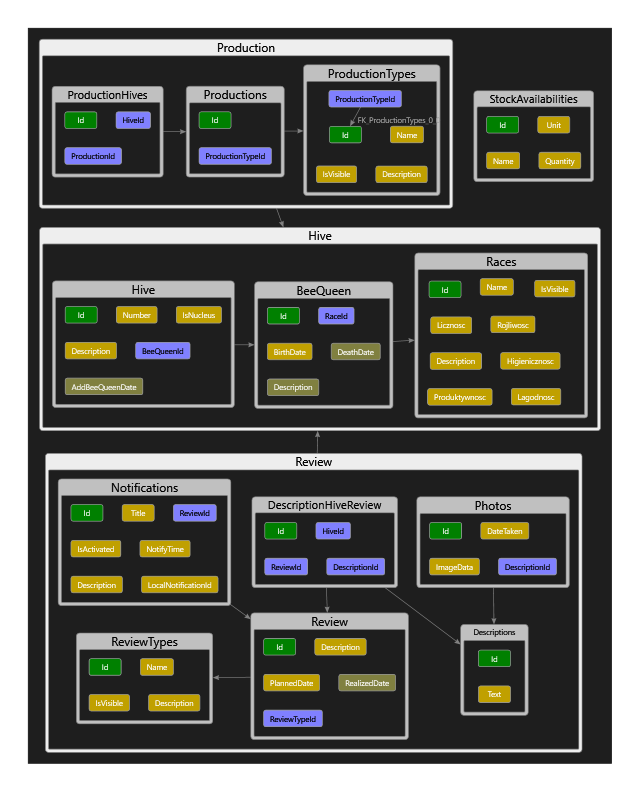 Production
ProductionHives
Id
HiveId
ProductionId
Productions
Id
ProductionTypeId
ProductionTypes
ProductionTypeId
FK_ProductionTypes_0_
Id
Name
IsVisible
Description
StockAvailabilities
Id
Unit
Name
Quantity
Hive
Hive
Id
Number
IsNucleus
Description
BeeQueenId
AddBeeQueenDate
BeeQueen
Id
RaceId
BirthDate
DeathDate
Description
Races
Id
Name
IsVisible
Licznosc
Rojliwosc
Description
Higienicznosc
Produktywnosc
Lagodnosc
Review
Notifications
Id
Title
ReviewId
IsActivated
NotifyTime
Description
LocalNotificationId
DescriptionHiveReview
Id
HiveId
ReviewId
DescriptionId
Photos
Id
DateTaken
ImageData
DescriptionId
ReviewTypes
Id
Name
IsVisible
Description
Review
Id
Description
PlannedDate
RealizedDate
ReviewTypeId
Descriptions
Id
Text